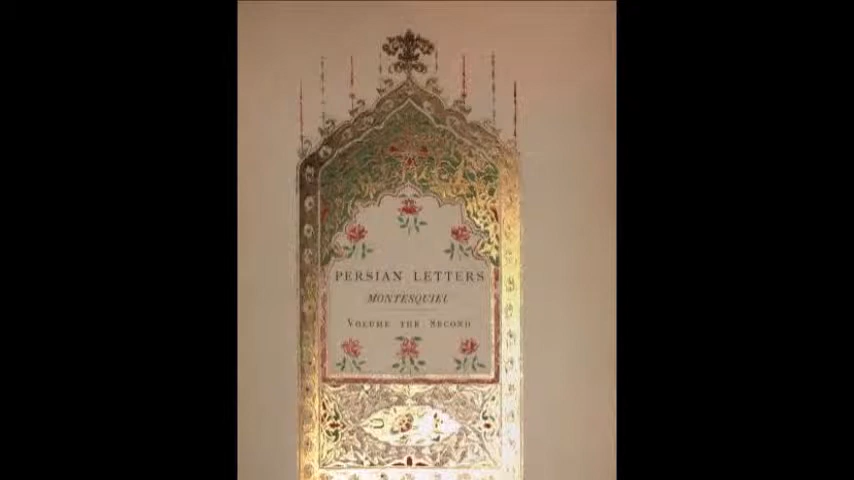 PERSIAN LETTERS
MONTESQUIEU
VOLUME THE SECOND